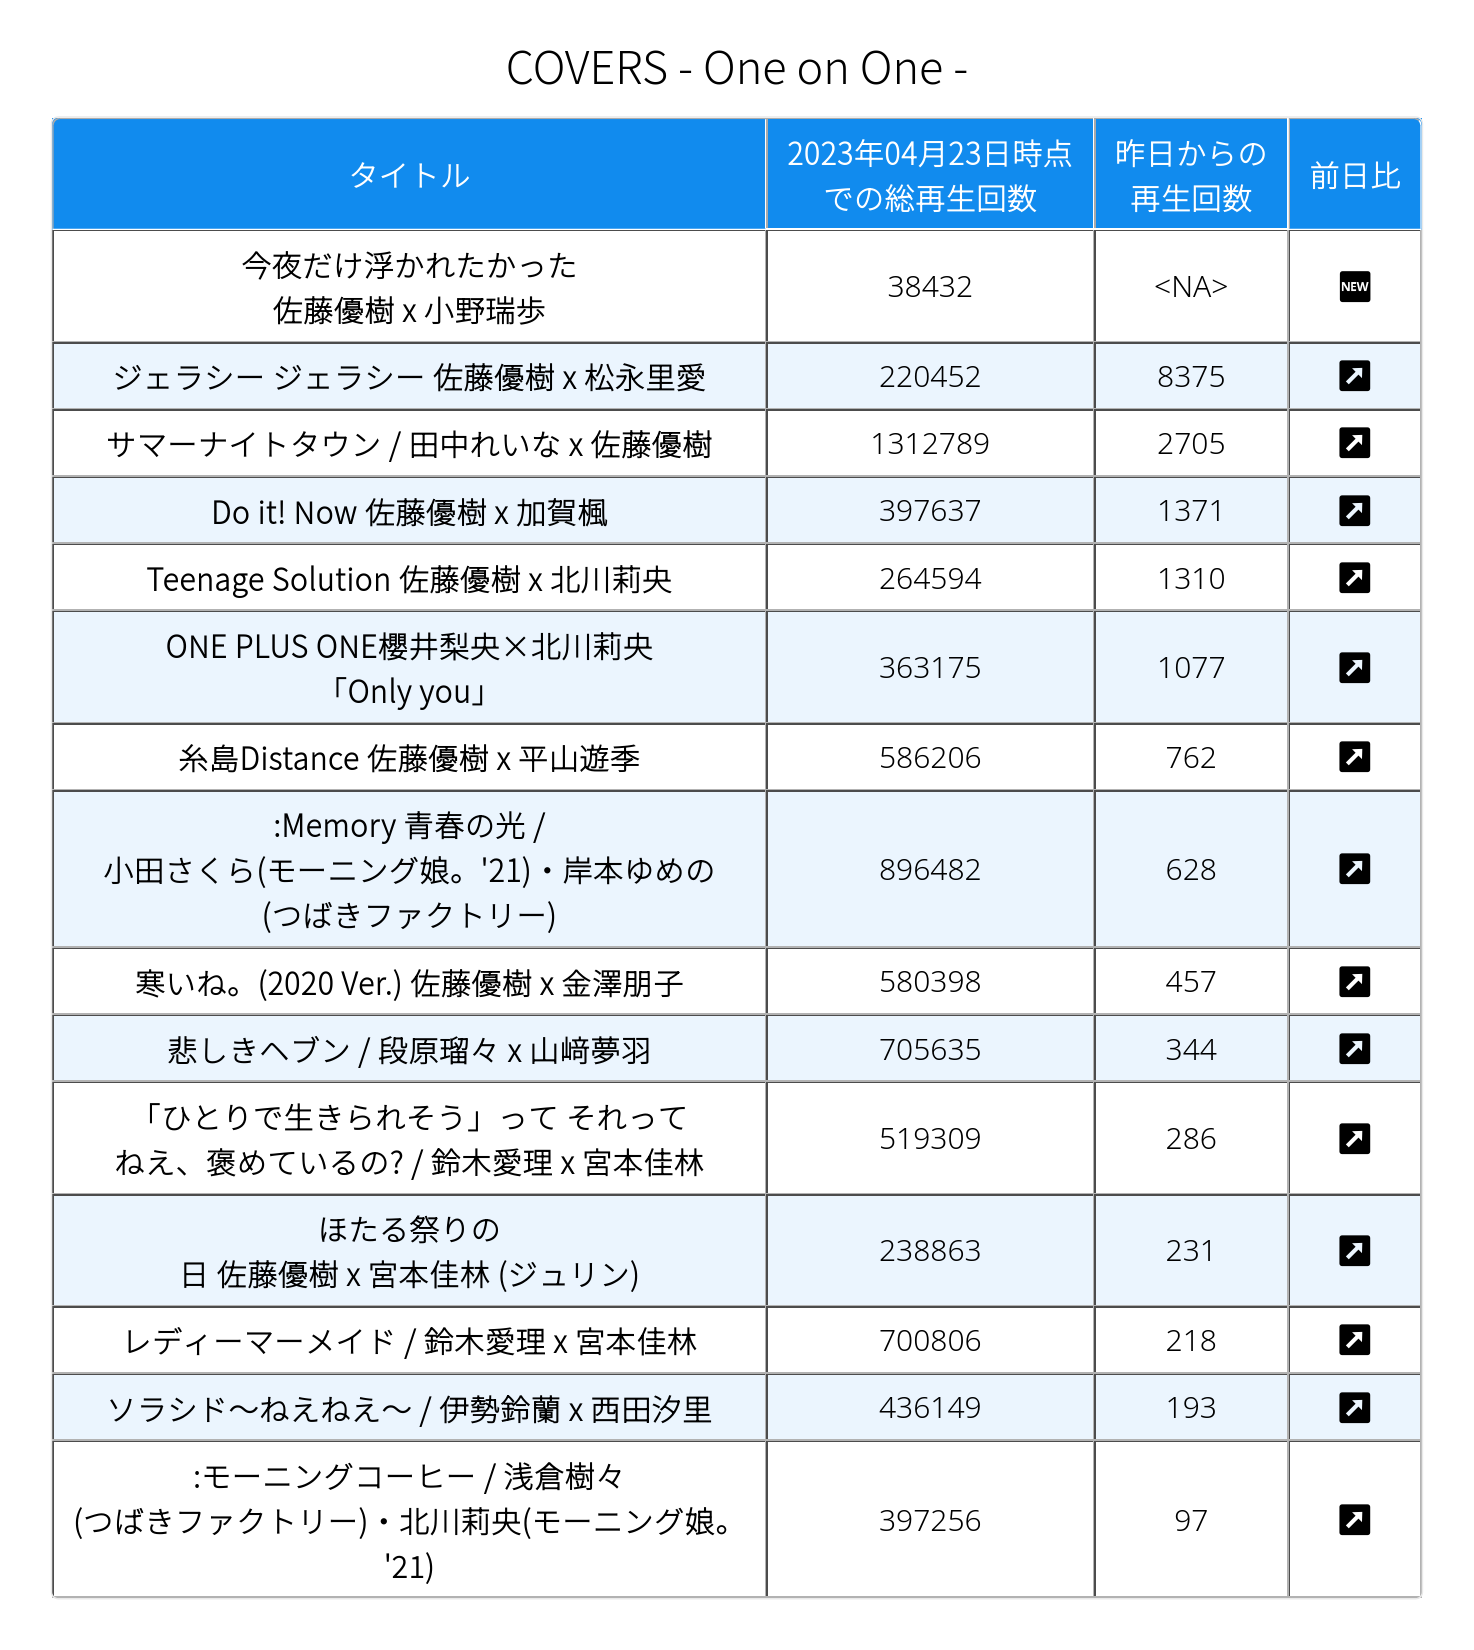 COVERS - One on One -
タイトル
2023年04月23日時点
での総再生回数
昨日からの
再生回数
前日比
今夜だけ浮かれたかった
佐藤優樹 x 小野瑞歩
38432
<NA>
NEW
ジェラシー ジェラシー 佐藤優樹 x 松永里愛
220452
8375
サマーナイトタウン / 田中れいな x 佐藤優樹
1312789
2705
Do it! Now 佐藤優樹 x 加賀楓
397637
1371
Teenage Solution 佐藤優樹 x 北川莉央
264594
1310
ONE PLUS ONE櫻井梨央×北川莉央
「Only you」
363175
1077
糸島Distance 佐藤優樹 x 平山遊季
586206
762
:Memory 青春の光 /
小田さくら(モーニング娘。'21)・岸本ゆめの
(つばきファクトリー)
896482
628
寒いね。(2020 Ver.) 佐藤優樹 x 金澤朋子
580398
457
悲しきヘブン / 段原瑠々 x 山﨑夢羽
705635
344
「ひとりで生きられそう」って それって
ねえ、褒めているの? / 鈴木愛理 x 宮本佳林
519309
286
ほたる祭りの
日 佐藤優樹 x 宮本佳林 (ジュリン)
238863
231
レディーマーメイド / 鈴木愛理 x 宮本佳林
700806
218
ソラシド〜ねえねえ〜 / 伊勢鈴蘭 x 西田汐里
436149
193
:モーニングコーヒー / 浅倉樹々
(つばきファクトリー)・北川莉央(モーニング娘。
'21)
397256
97